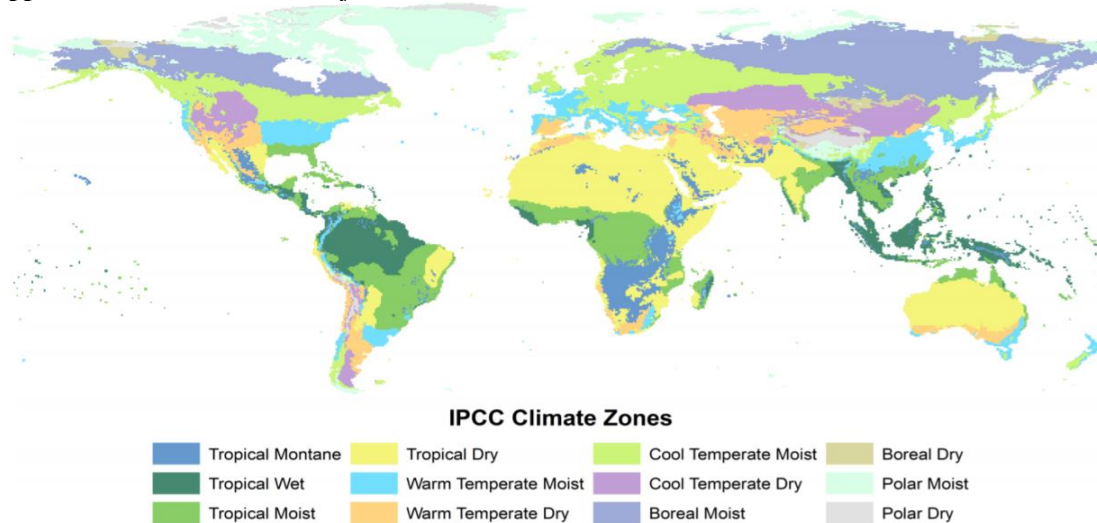 IPCC Climate Zones
Tropical Montane Tropical Dry Cool Temperate Moist Boreal Dry
Tropical Wet Warm Temperate Moist Cool Temperate Dry Polar Moist
Tropical Moist Warm Temperate Dry Boreal Moist Polar Dry